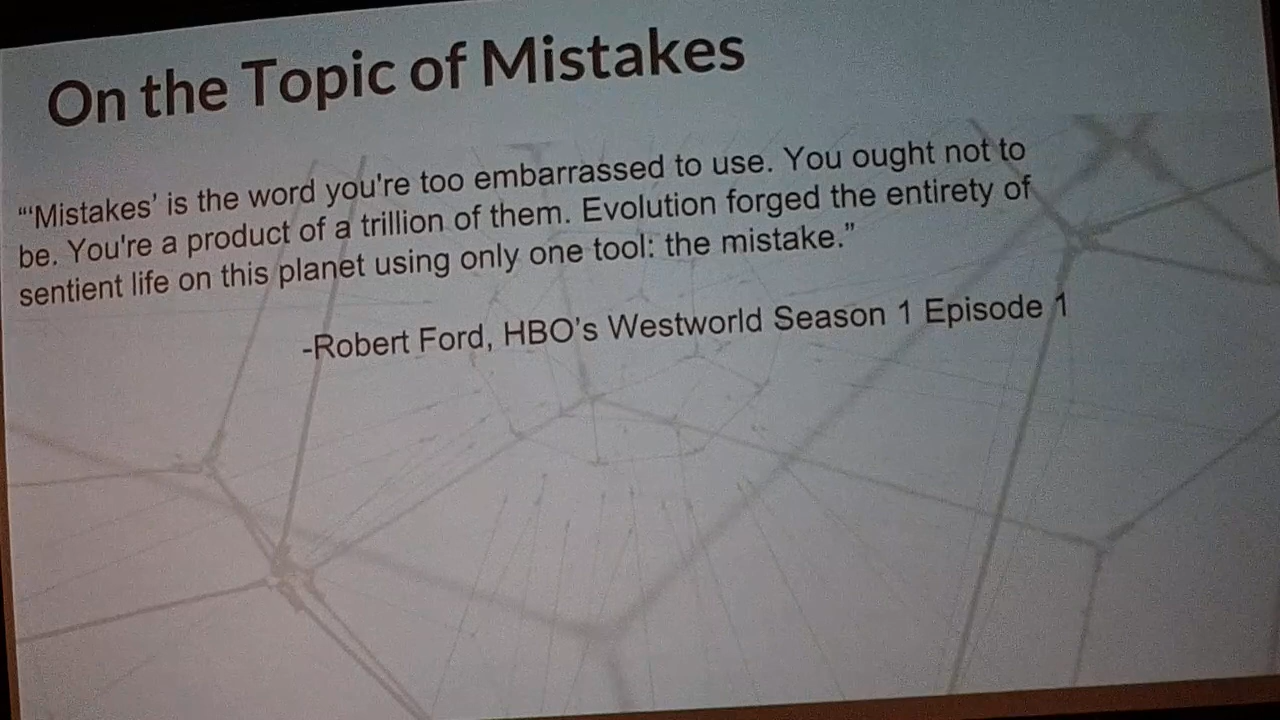 On the Topic of Mistakes
“‘Mistakes’ is the word you're too embarrassed to use. You ought not to
be. You're a product of a trillion of them. Evolution forged the entirety of
sentient life on this planet using only one tool: the mistake.”
-Robert Ford, HBO’s Westworld Season 1 Episode 1